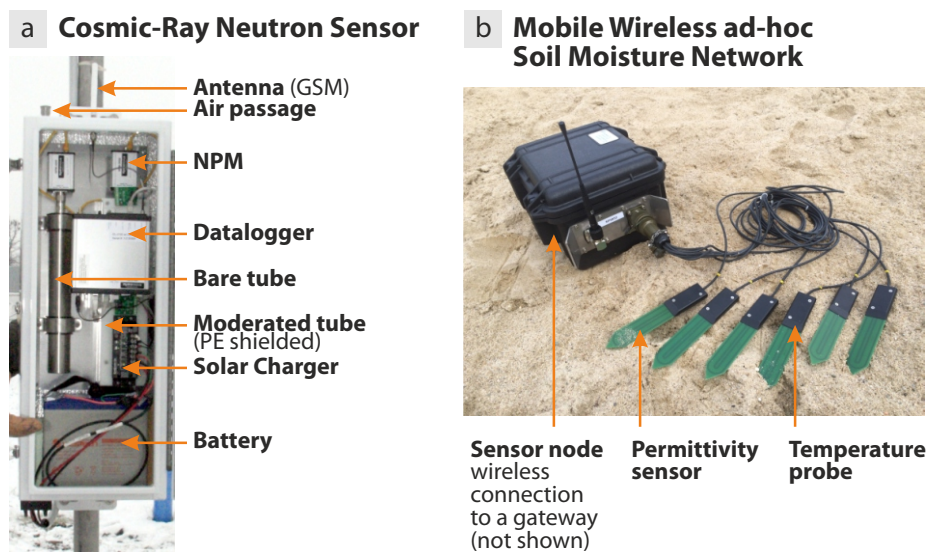 a Cosmic-Ray Neutron Sensor
Antenna (GSM)
Air passage
NPM
Datalogger
Bare tube
Moderated tube
(PE shielded)
Solar Charger
Battery
b Mobile Wireless ad-hoc
Soil Moisture Network
Sensor node
wireless
connection
to a gateway
(not shown)
Permittivity
sensor
Temperature
probe